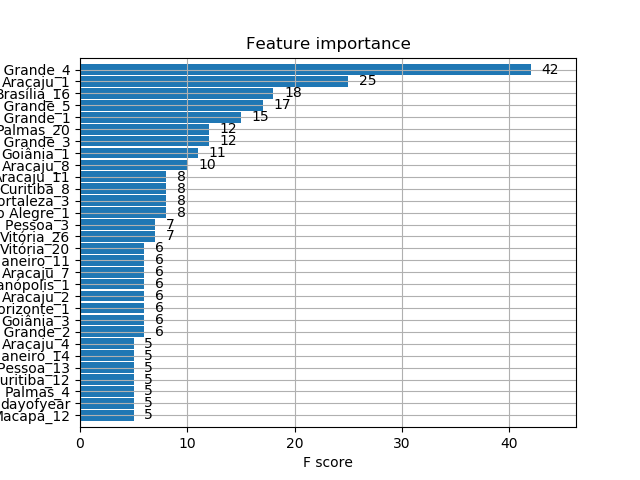 Feature importance
Grande_4 42
Aracaju_1 25
Brasília_16 18
Grande_5 17
Grande_1 15
Palmas_20 12
Grande_3 12
Goiânia_1 11
Aracaju_8 10
Aracaju_11 8
Curitiba_8 8
ortaleza_3 8
o Alegre_1 8
Pessoa_3 7
Vitória_26 7
Vitória_20 6
aneiro_11 6
Aracaju_7 6
anópolis_1 6
Aracaju_2 6
orizonte_1 6
Goiânia_3 6
Grande_2 6
Aracaju_4 5
aneiro_14 5
Pessoa_13 5
uritiba_12 5
Palmas_4 5
dayofyear 5
Macapá_12 5
0 10 20 30 40
F score